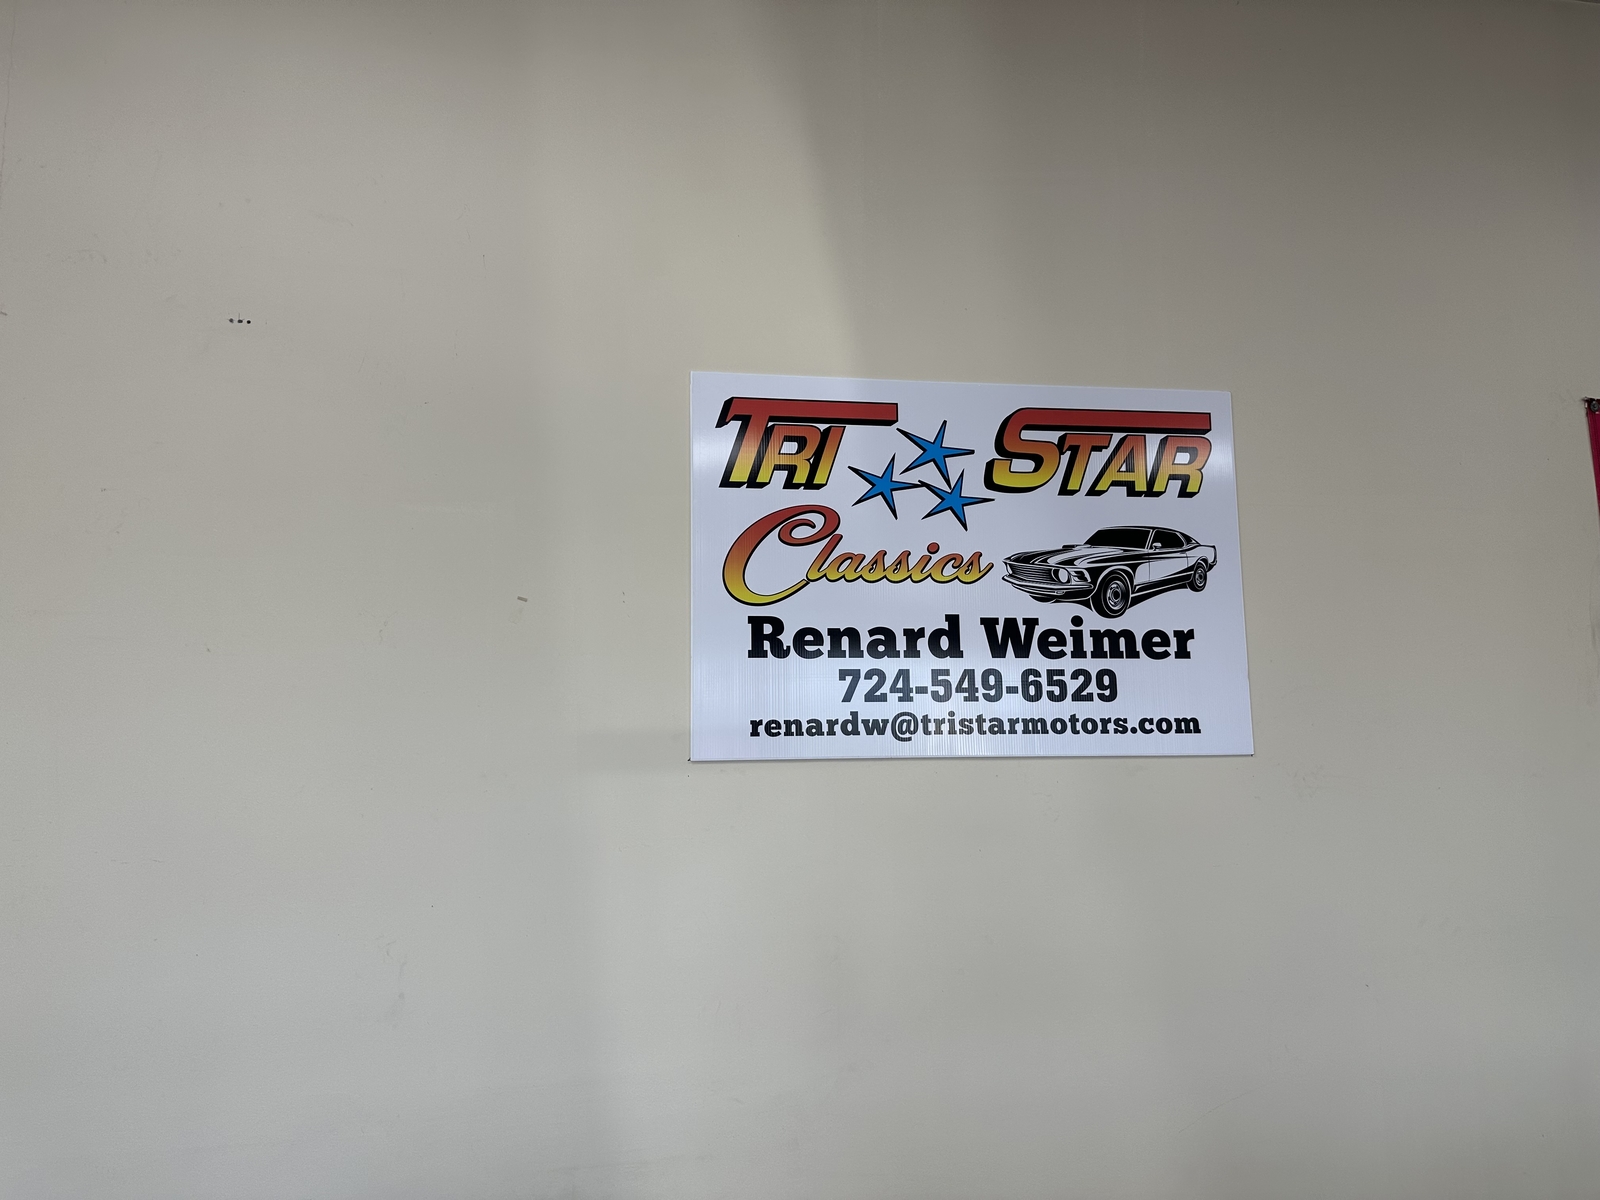 TRI STAR
Classics
Renard Weimer
724-549-6529
renardw@tristarmotors.com